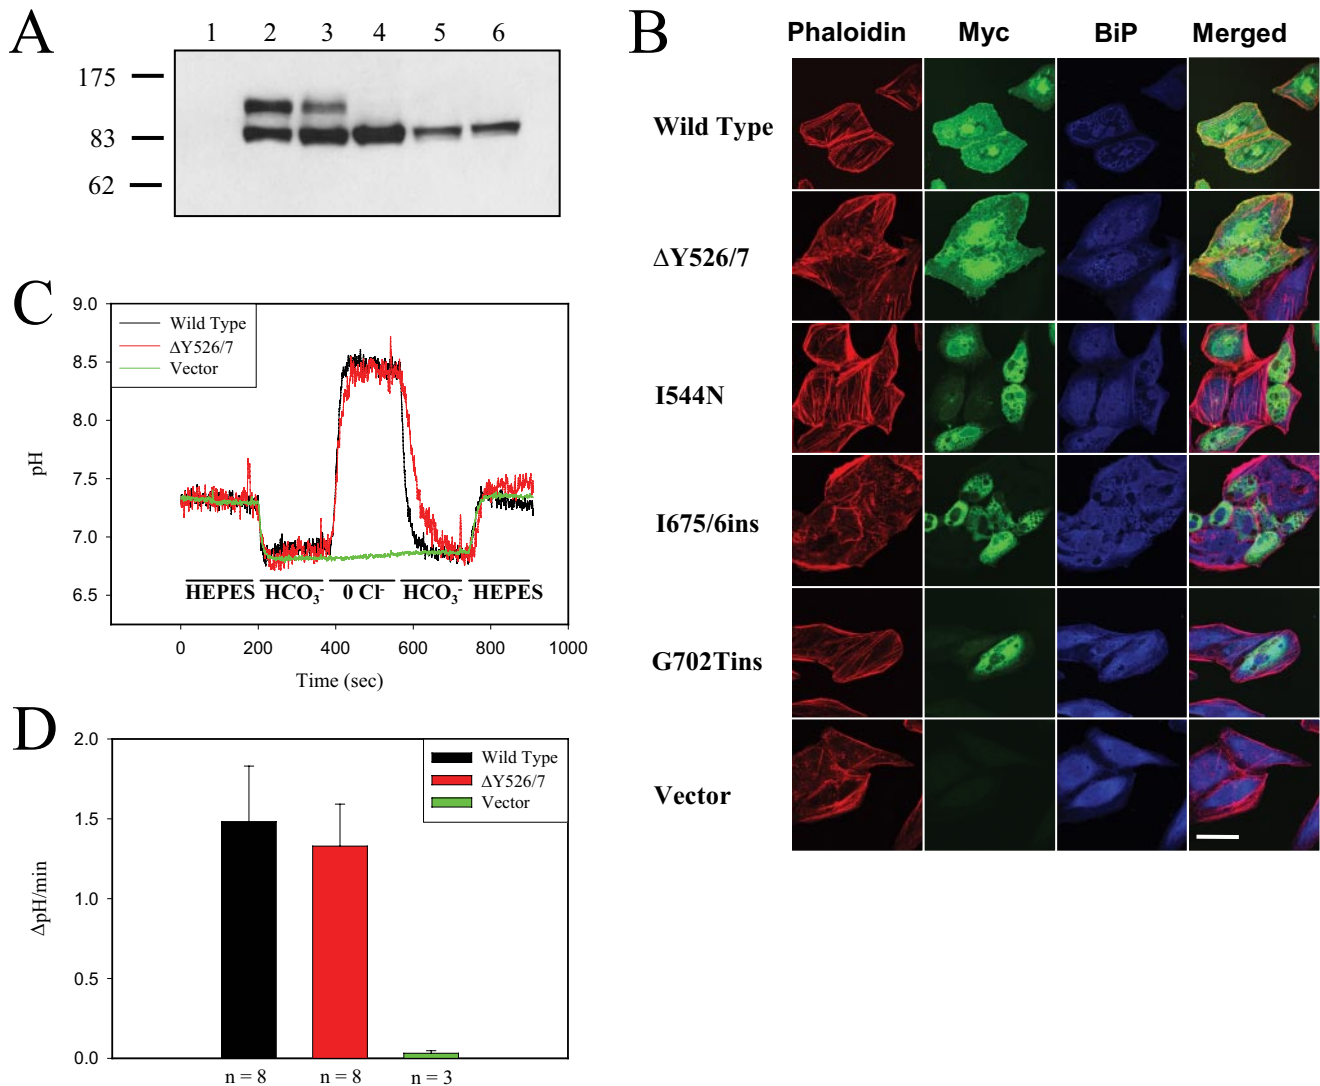 A
1 2 3 4 5 6
175
83
62
B
Phaloidin Myc BiP Merged
Wild Type
ΔY526/7
I544N
I675/6ins
G702Tins
Vector
C
9.0
8.5
8.0
7.5
7.0
6.5
pH
Wild Type
ΔY526/7
Vector
HEPES HCO₃⁻ 0 Cl⁻ HCO₃⁻ HEPES
0 200 400 600 800 1000
Time (sec)
D
2.0
1.5
1.0
0.5
0.0
ΔpH/min
Wild Type
ΔY526/7
Vector
n = 8 n = 8 n = 3